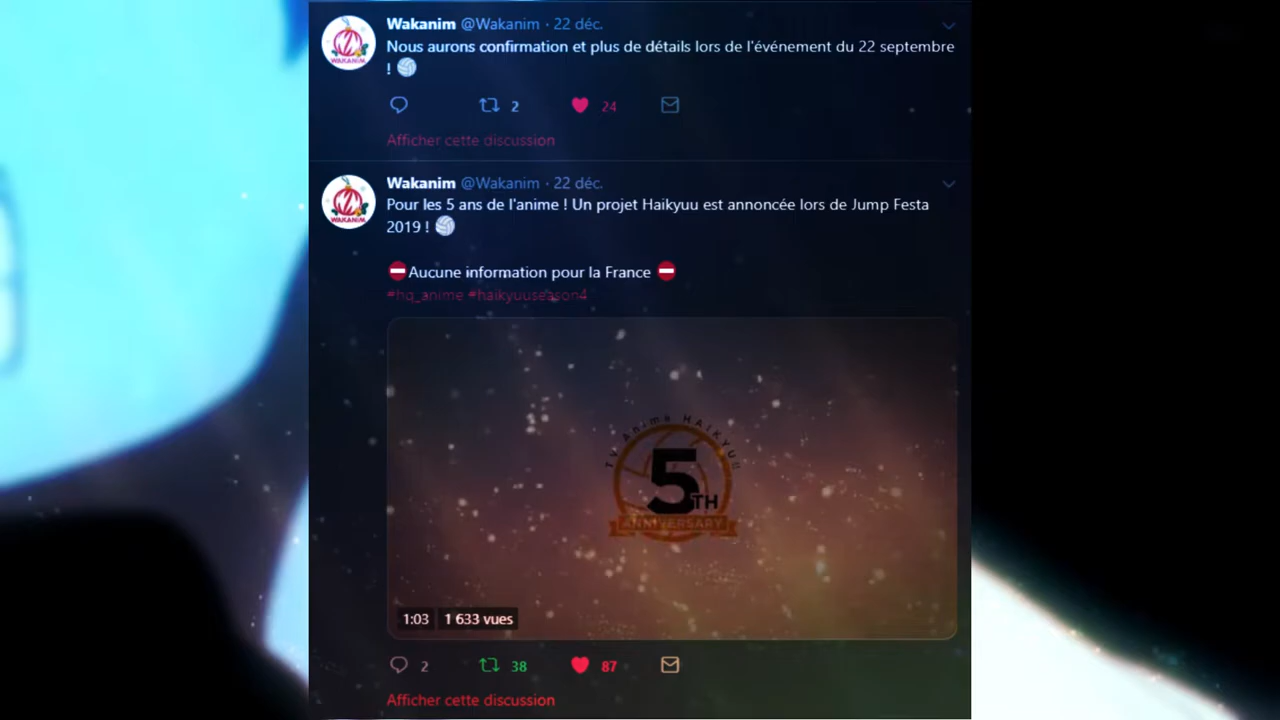 Wakanim @Wakanim · 22 déc.
Nous aurons confirmation et plus de détails lors de l'événement du 22 septembre
!
2 24
Afficher cette discussion
Wakanim @Wakanim · 22 déc.
Pour les 5 ans de l'anime ! Un projet Haikyuu est annoncée lors de Jump Festa
2019 !
Aucune information pour la France
#hq_anime #haikyuuseason4
TV Anime HAIKYU!!
5TH
ANNIVERSARY
1:03 1 633 vues
2 38 87
Afficher cette discussion